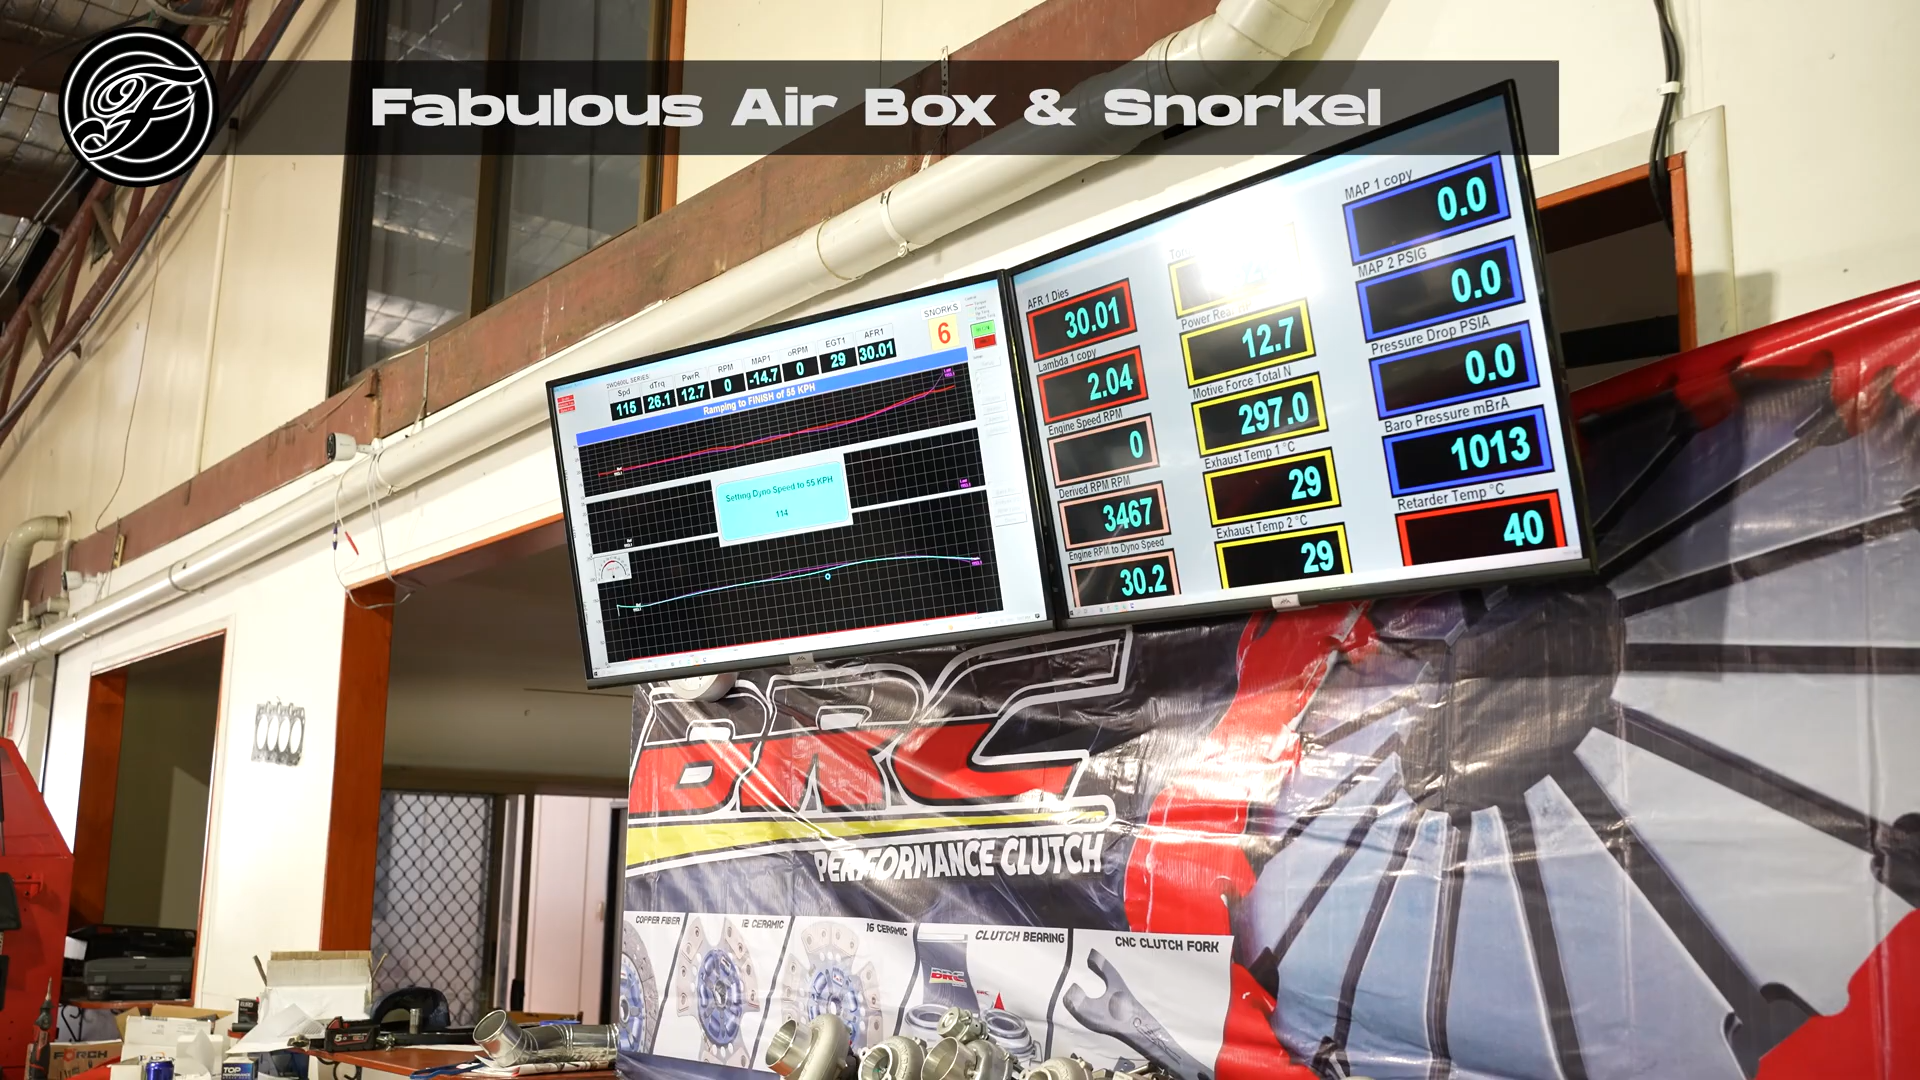 Fabulous Air Box & Snorkel
SNORKS
6
2WD600L SERIES
Spd dTrq PwrR RPM MAP1 oRPM EGT1 AFR1
115 26.1 12.7 0 -14.7 0 29 30.01
Ramping to FINISH of 55 KPH
Setting Dyno Speed to 55 KPH
114
AFR 1 Dies
30.01
Lambda 1 copy
2.04
Engine Speed RPM
0
Derived RPM RPM
3467
Engine RPM to Dyno Speed
30.2
Power
12.7
Motive Force Total N
297.0
Exhaust Temp 1 °C
29
Exhaust Temp 2 °C
29
MAP 1 copy
0.0
MAP 2 PSIG
0.0
Pressure Drop PSIA
0.0
Baro Pressure mBrA
1013
Retarder Temp °C
40
BRC
PERFORMANCE CLUTCH
COPPER FIBER
12 CERAMIC
16 CERAMIC
CLUTCH BEARING
CNC CLUTCH FORK
BRC
FORCH
TOP